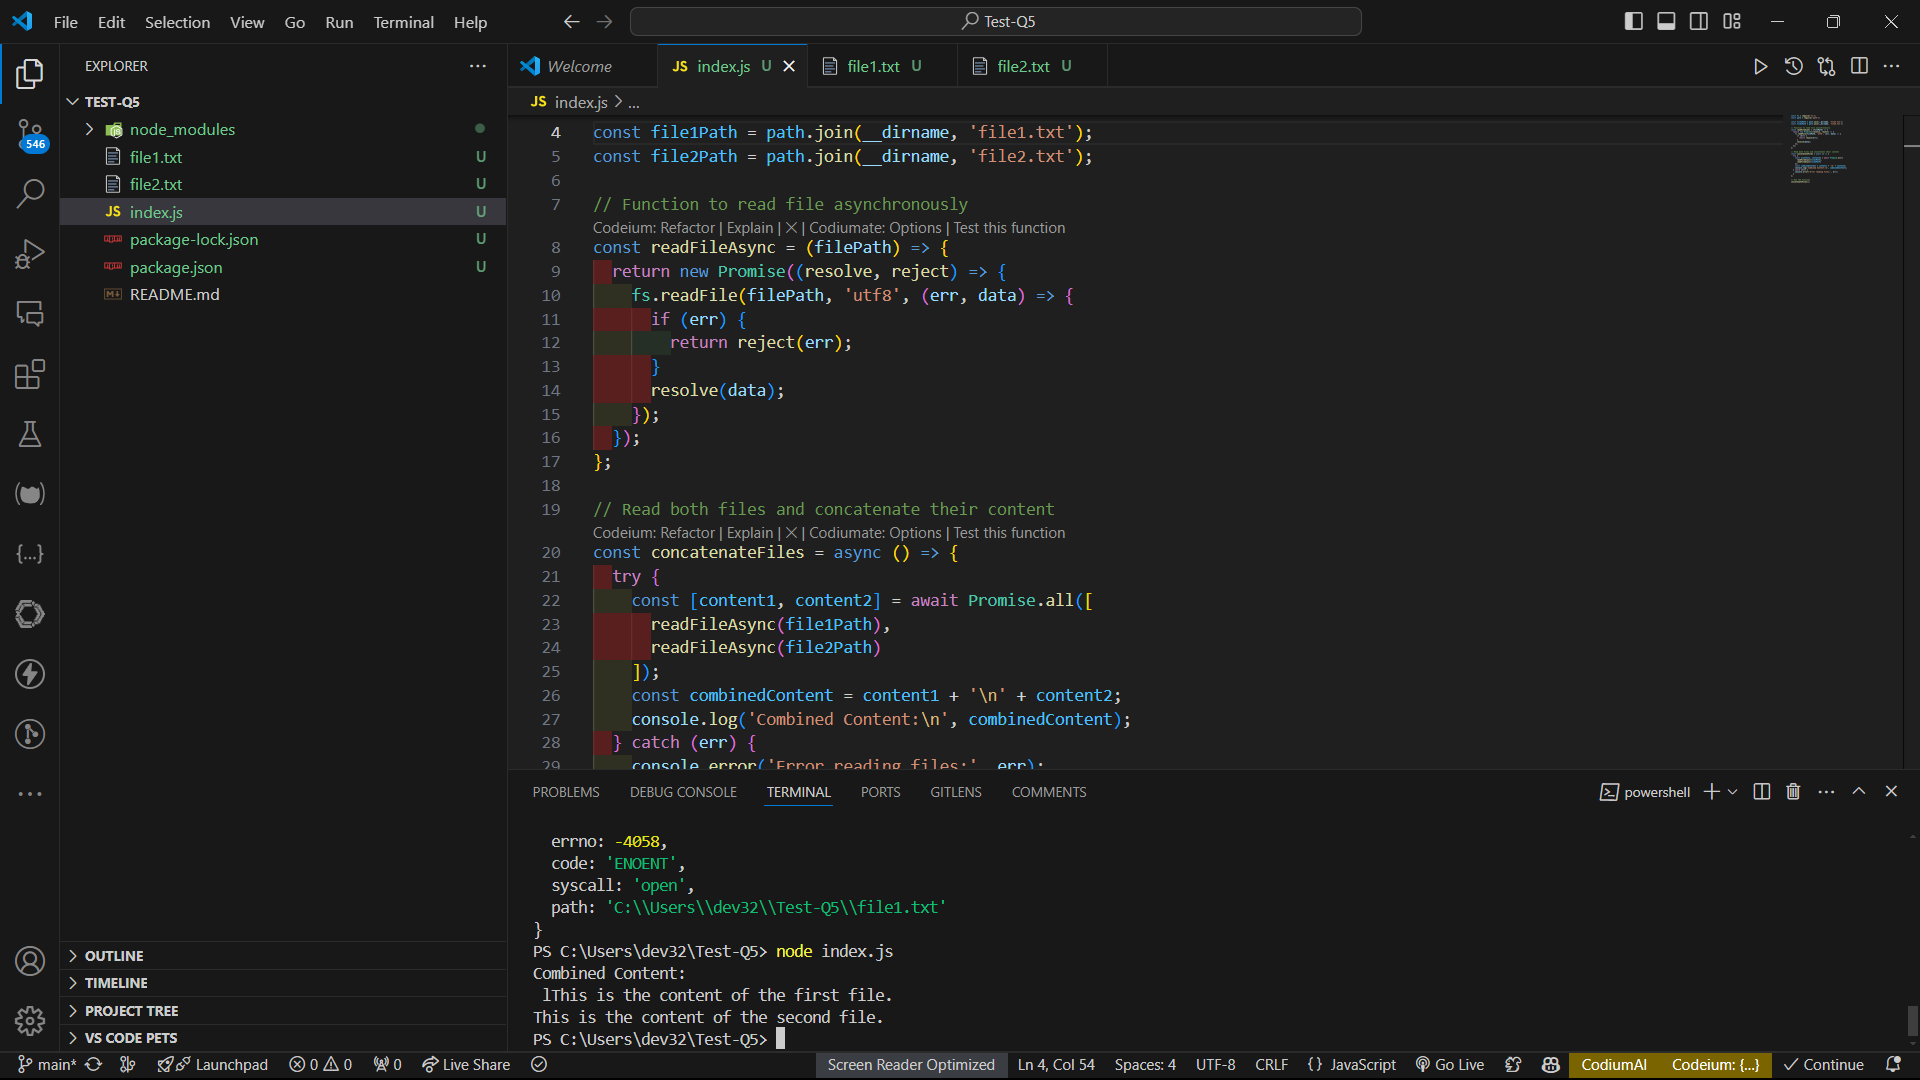 File Edit Selection View Go Run Terminal Help
Test-Q5
EXPLORER
TEST-Q5
node_modules
file1.txt U
file2.txt U
JS index.js U
package-lock.json U
package.json U
README.md
546
OUTLINE
TIMELINE
PROJECT TREE
VS CODE PETS
Welcome
JS index.js U
file1.txt U
file2.txt U
JS index.js > ...
4 const file1Path = path.join(__dirname, 'file1.txt');
5 const file2Path = path.join(__dirname, 'file2.txt');
6
7 // Function to read file asynchronously
Codeium: Refactor | Explain | X | Codiumate: Options | Test this function
8 const readFileAsync = (filePath) => {
9 return new Promise((resolve, reject) => {
10 fs.readFile(filePath, 'utf8', (err, data) => {
11 if (err) {
12 return reject(err);
13 }
14 resolve(data);
15 });
16 });
17 };
18
19 // Read both files and concatenate their content
Codeium: Refactor | Explain | X | Codiumate: Options | Test this function
20 const concatenateFiles = async () => {
21 try {
22 const [content1, content2] = await Promise.all([
23 readFileAsync(file1Path),
24 readFileAsync(file2Path)
25 ]);
26 const combinedContent = content1 + '\n' + content2;
27 console.log('Combined Content:\n', combinedContent);
28 } catch (err) {
29 console.error('Error reading files:', err);
PROBLEMS DEBUG CONSOLE TERMINAL PORTS GITLENS COMMENTS
powershell
errno: -4058,
code: 'ENOENT',
syscall: 'open',
path: 'C:\\Users\\dev32\\Test-Q5\\file1.txt'
}
PS C:\Users\dev32\Test-Q5> node index.js
Combined Content:
lThis is the content of the first file.
This is the content of the second file.
PS C:\Users\dev32\Test-Q5>
main* Launchpad 0 0 0 Live Share
Screen Reader Optimized Ln 4, Col 54 Spaces: 4 UTF-8 CRLF {} JavaScript Go Live CodiumAI Codeium: {...} Continue